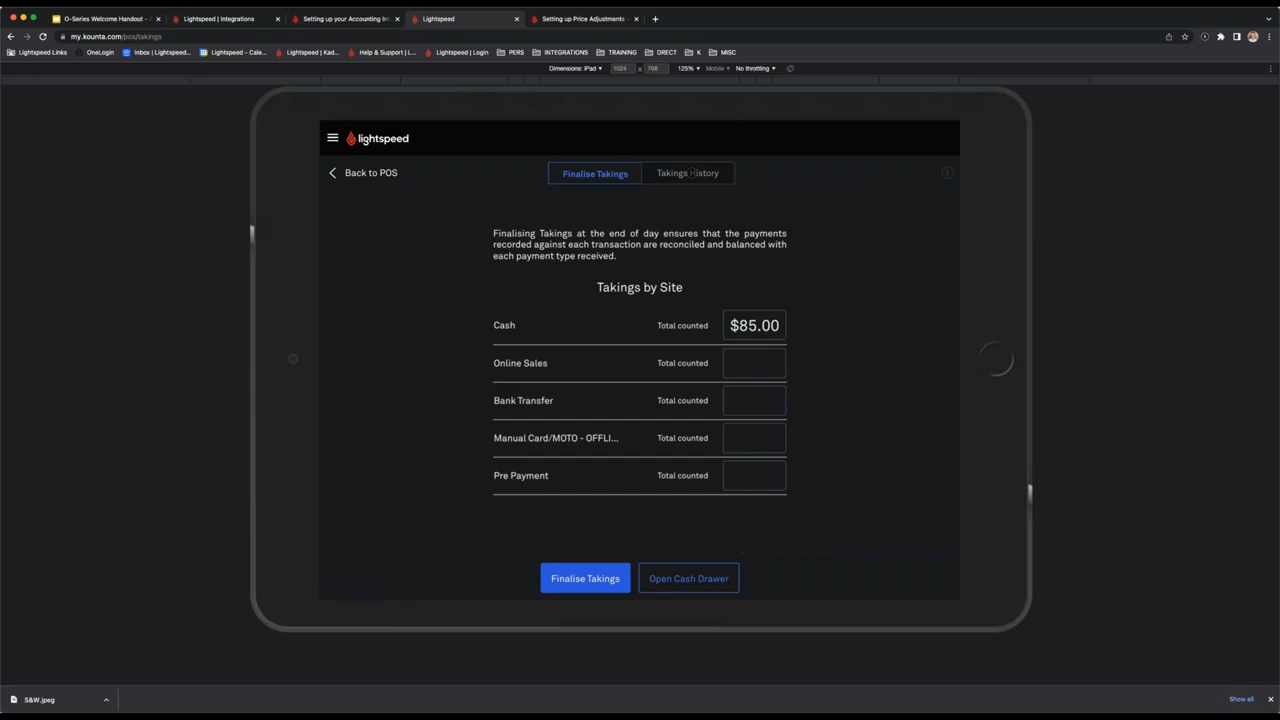 O-Series Welcome Handout - A
Lightspeed | Integrations
Setting up your Accounting Int
Lightspeed
Setting up Price Adjustments -
my.kounta.com/pos/takings
Lightspeed Links
OneLogin
Inbox | Lightspeed...
Lightspeed - Cale...
Lightspeed | Kad...
Help & Support | L...
Lightspeed | Login
PERS
INTEGRATIONS
TRAINING
DRECT
K
MISC
Dimensions: iPad ▾ 1024 × 768 125% ▾ Mobile ▾ No throttling ▾
lightspeed
Back to POS
Finalise Takings
Takings History
Finalising Takings at the end of day ensures that the payments
recorded against each transaction are reconciled and balanced with
each payment type received.
Takings by Site
Cash Total counted $85.00
Online Sales Total counted
Bank Transfer Total counted
Manual Card/MOTO - OFFLI... Total counted
Pre Payment Total counted
Finalise Takings
Open Cash Drawer
S&W.jpeg
Show all